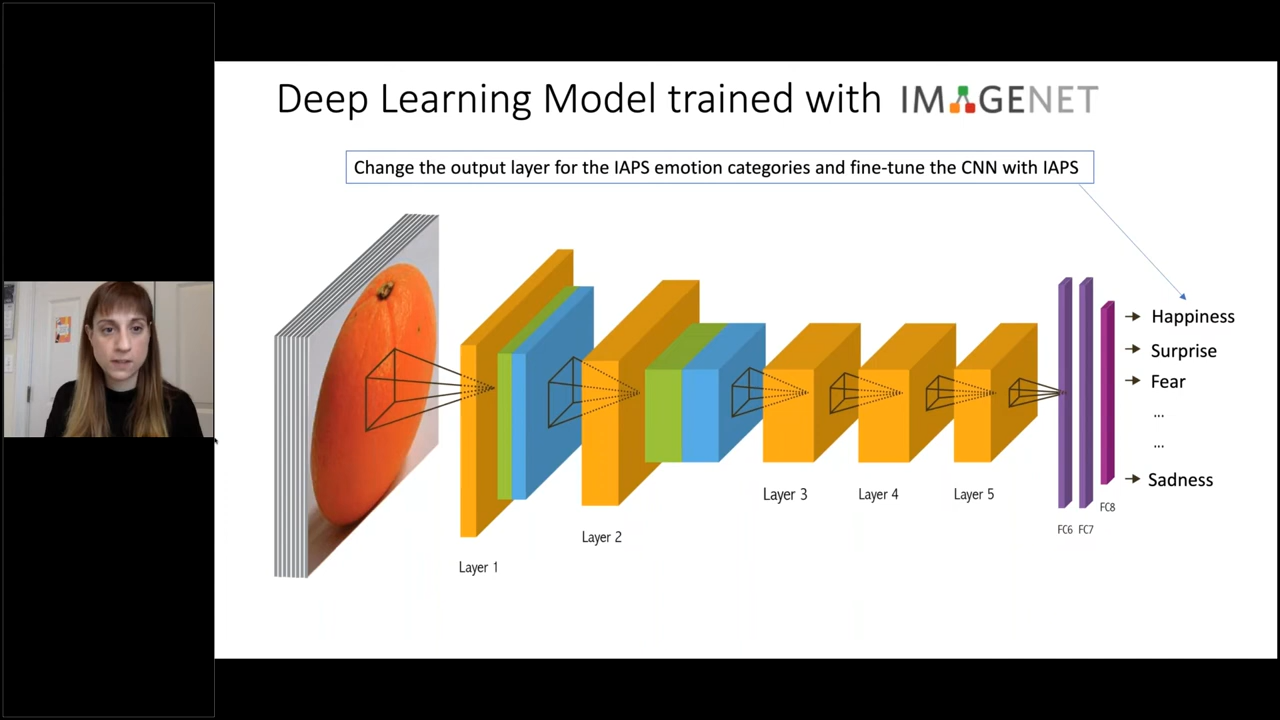 Deep Learning Model trained with IMAGENET
Change the output layer for the IAPS emotion categories and fine-tune the CNN with IAPS
Happiness
Surprise
Fear
...
...
Sadness
Layer 1
Layer 2
Layer 3
Layer 4
Layer 5
FC6
FC7
FC8